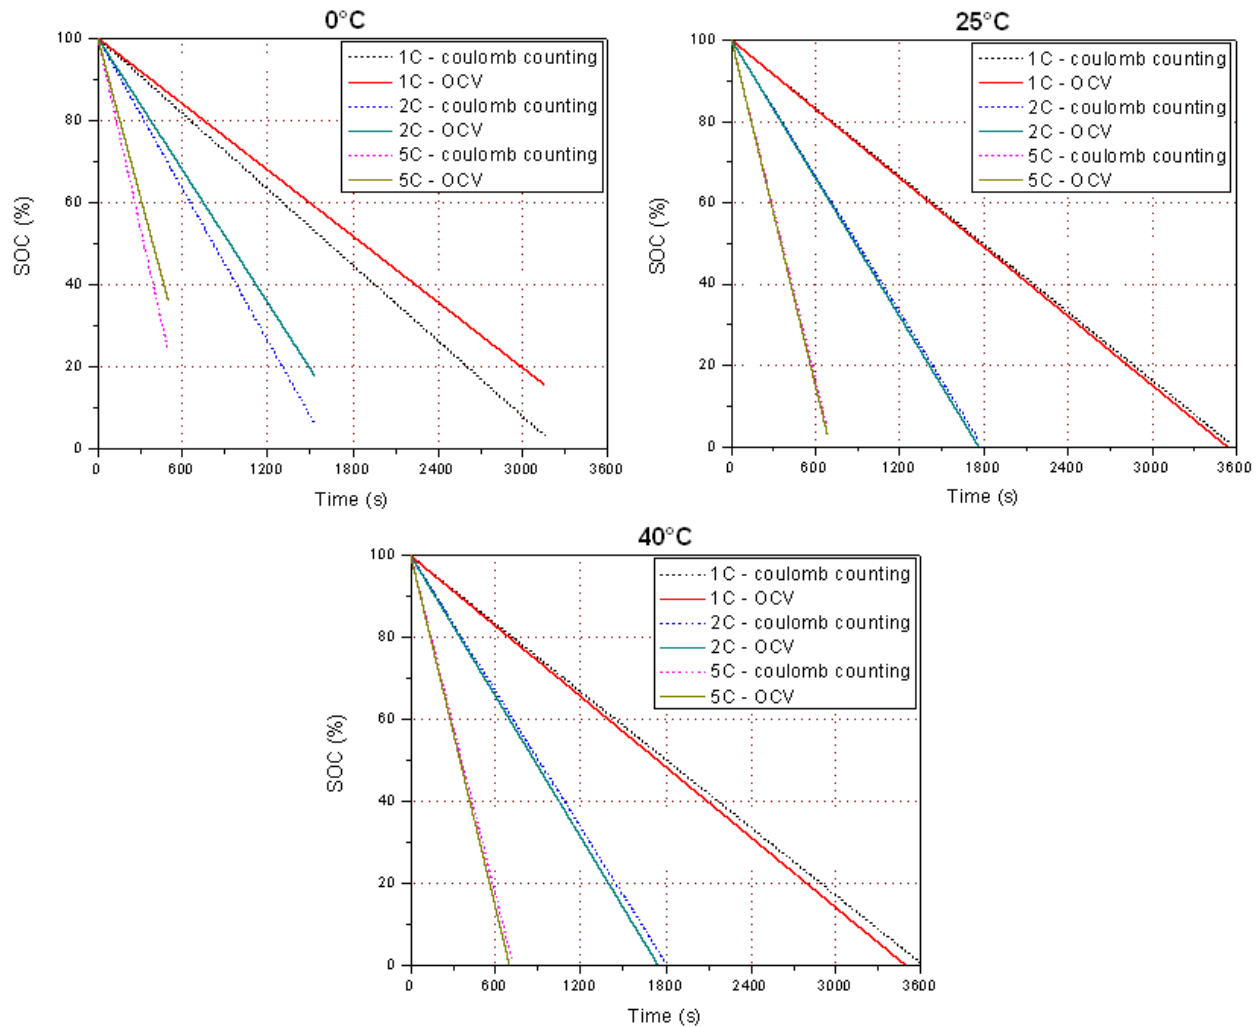 0°C
1C - coulomb counting
1C - OCV
2C - coulomb counting
2C - OCV
5C - coulomb counting
5C - OCV
100
80
60
40
20
0
SOC (%)
0 600 1200 1800 2400 3000 3600
Time (s)
25°C
1C - coulomb counting
1C - OCV
2C - coulomb counting
2C - OCV
5C - coulomb counting
5C - OCV
100
80
60
40
20
0
SOC (%)
0 600 1200 1800 2400 3000 3600
Time (s)
40°C
1C - coulomb counting
1C - OCV
2C - coulomb counting
2C - OCV
5C - coulomb counting
5C - OCV
100
80
60
40
20
0
SOC (%)
0 600 1200 1800 2400 3000 3600
Time (s)